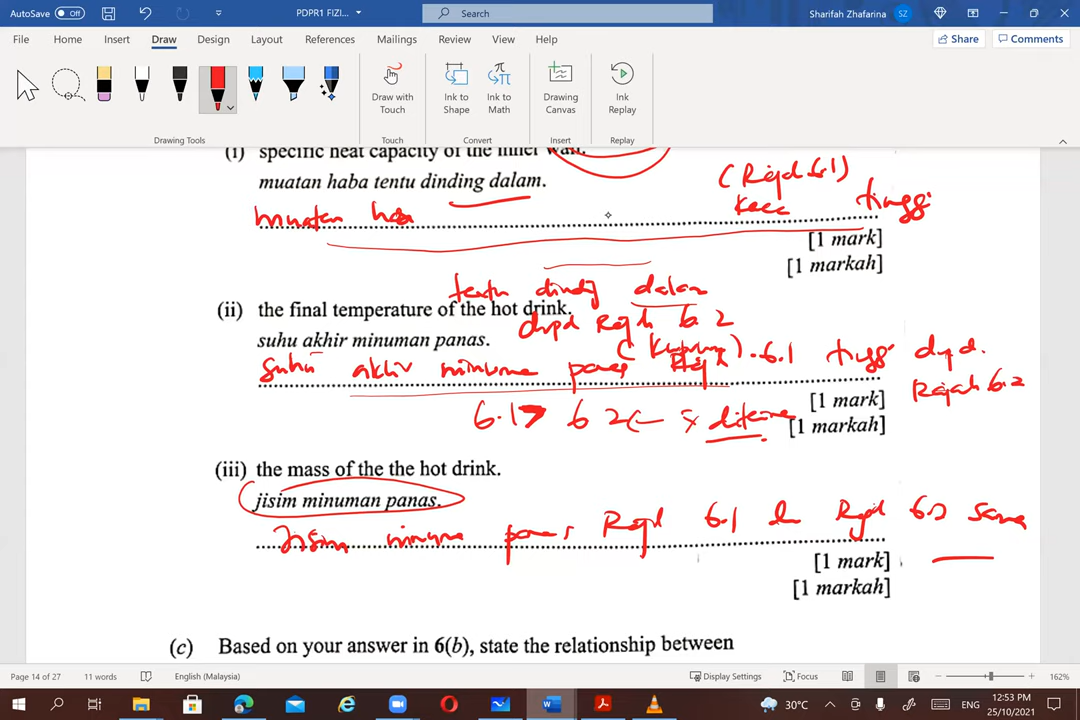 AutoSave Off PDPR1 FIZI... Search Sharifah Zhafarina SZ
File Home Insert Draw Design Layout References Mailings Review View Help Share Comments
Draw with Touch Ink to Shape Ink to Math Drawing Canvas Ink Replay
Drawing Tools Touch Convert Insert Replay
(i) specific heat capacity of the inner wall.
muatan haba tentu dinding dalam.
(Rajah 6.1)
muatan haba tinggi
[1 mark]
[1 markah]
tentu dinding dalam
(ii) the final temperature of the hot drink.
drpd Rajah 6.2
suhu akhir minuman panas.
suhu akhir minuman panas Rajah 6.1 tinggi drpd.
Rajah 6.2
[1 mark]
6.1 > 6.2 ← x diterima
[1 markah]
(iii) the mass of the the hot drink.
jisim minuman panas.
Jisim minuman panas Rajah 6.1 dan Rajah 6.2 sama
[1 mark]
[1 markah]
(c) Based on your answer in 6(b), state the relationship between
Page 14 of 27 11 words English (Malaysia) Display Settings Focus 162%
30°C ENG 12:53 PM
25/10/2021